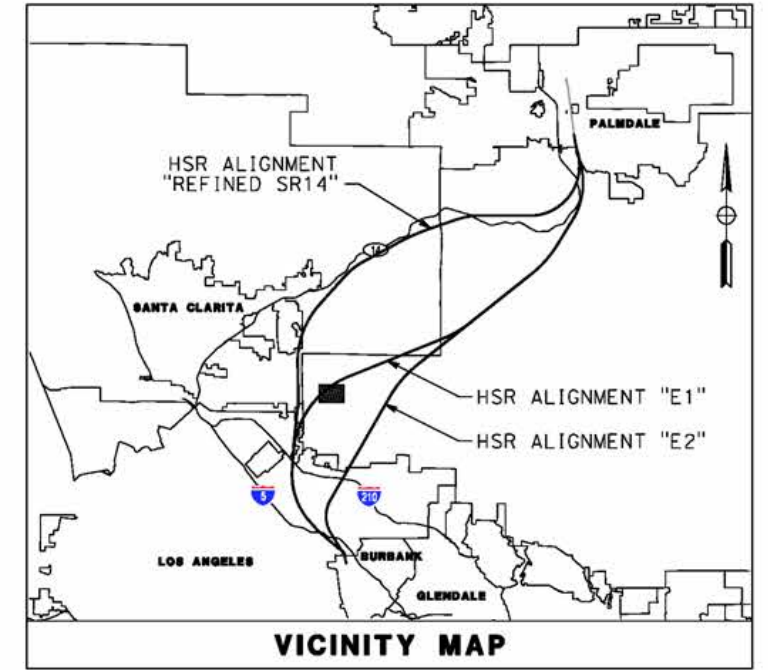 PALMDALE
HSR ALIGNMENT
"REFINED SR14"
14
SANTA CLARITA
HSR ALIGNMENT "E1"
HSR ALIGNMENT "E2"
5
210
LOS ANGELES
BURBANK
GLENDALE
VICINITY MAP